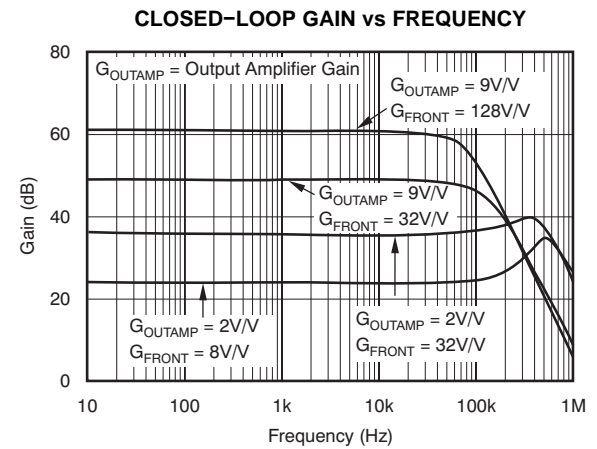 CLOSED–LOOP GAIN vs FREQUENCY
80
60
40
20
0
Gain (dB)
GOUTAMP = Output Amplifier Gain
GOUTAMP = 9V/V
GFRONT = 128V/V
GOUTAMP = 9V/V
GFRONT = 32V/V
GOUTAMP = 2V/V
GFRONT = 8V/V
GOUTAMP = 2V/V
GFRONT = 32V/V
10 100 1k 10k 100k 1M
Frequency (Hz)